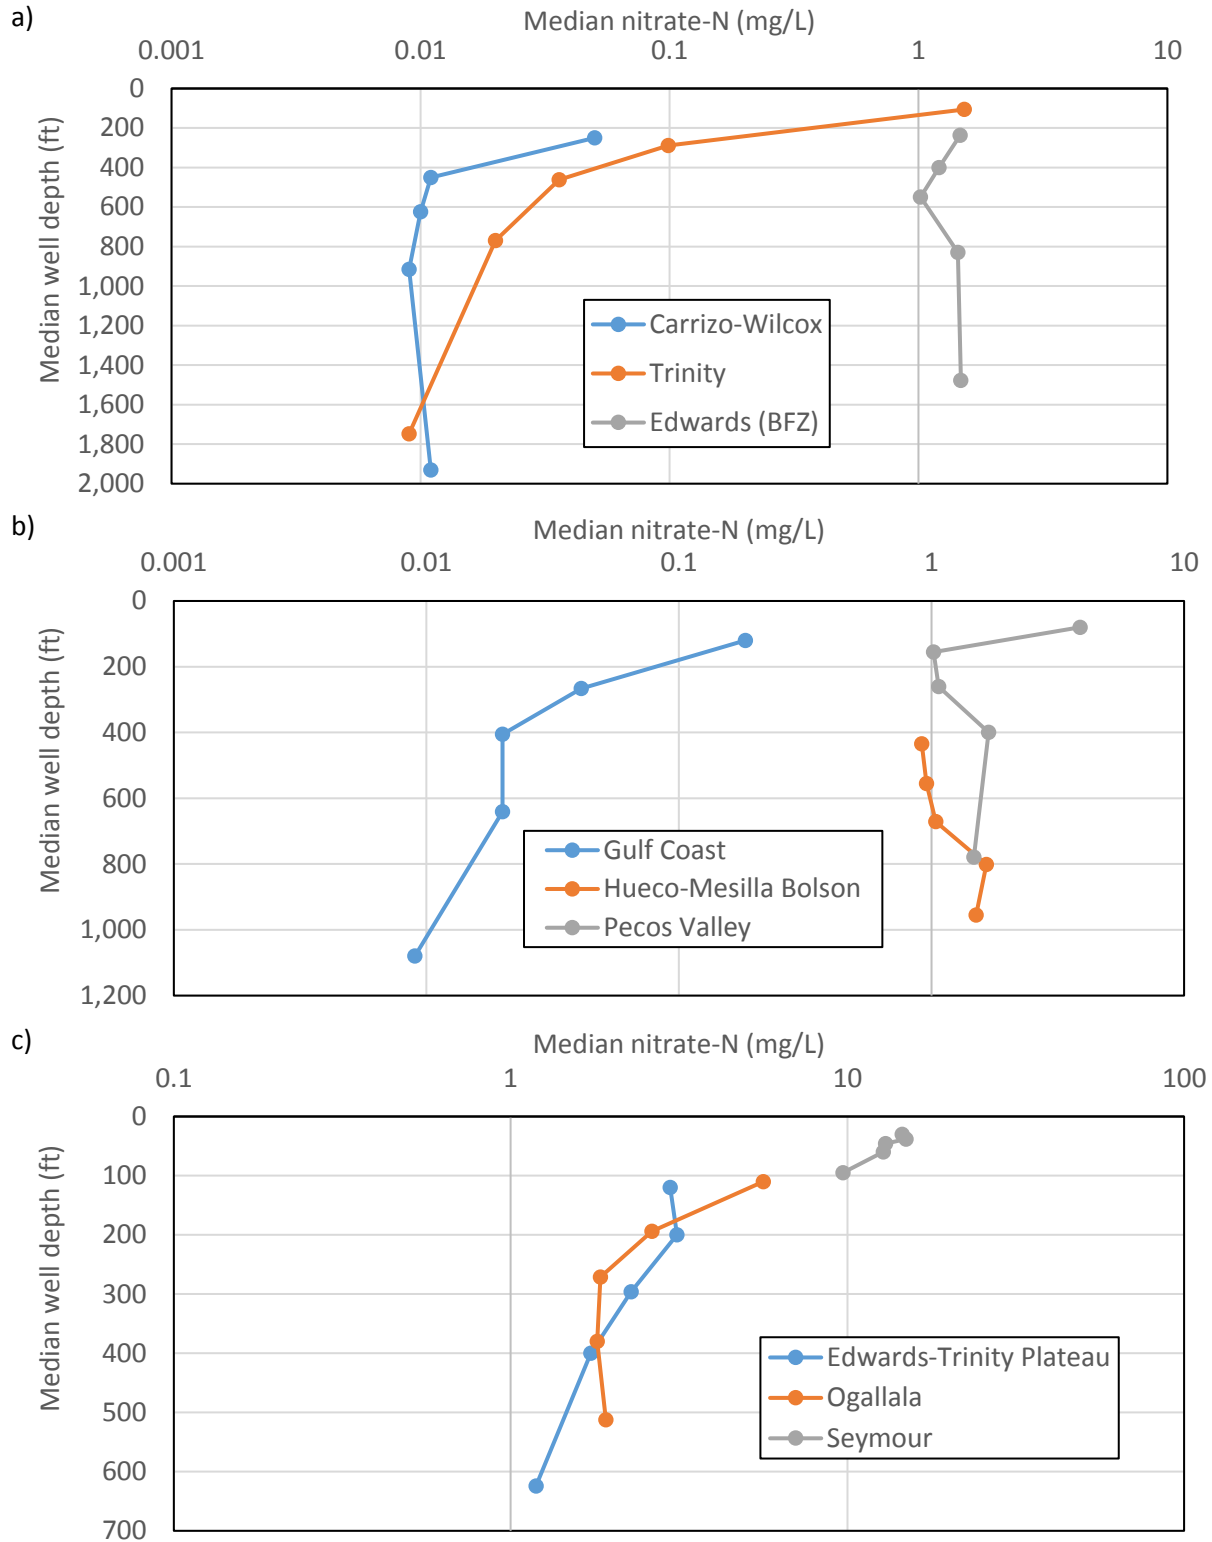 a)
Median nitrate-N (mg/L)
0.001 0.01 0.1 1 10
Median well depth (ft)
0
200
400
600
800
1,000
1,200
1,400
1,600
1,800
2,000
Carrizo-Wilcox
Trinity
Edwards (BFZ)
b)
Median nitrate-N (mg/L)
0.001 0.01 0.1 1 10
Median well depth (ft)
0
200
400
600
800
1,000
1,200
Gulf Coast
Hueco-Mesilla Bolson
Pecos Valley
c)
Median nitrate-N (mg/L)
0.1 1 10 100
Median well depth (ft)
0
100
200
300
400
500
600
700
Edwards-Trinity Plateau
Ogallala
Seymour